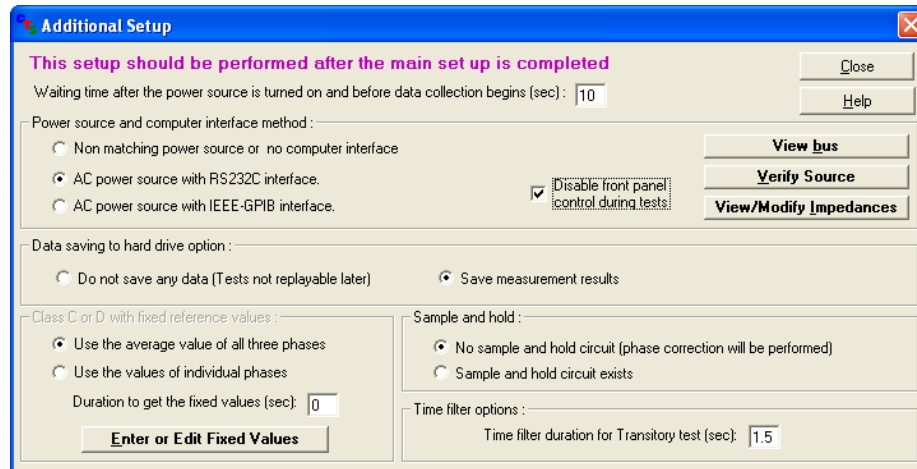 CTS Additional Setup
This setup should be performed after the main set up is completed
Close
Waiting time after the power source is turned on and before data collection begins (sec) : 10
Help
Power source and computer interface method :
Non matching power source or no computer interface
View bus
AC power source with RS232C interface.
Disable front panel
control during tests
Verify Source
AC power source with IEEE-GPIB interface.
View/Modify Impedances
Data saving to hard drive option :
Do not save any data (Tests not replayable later)
Save measurement results
Class C or D with fixed reference values :
Use the average value of all three phases
Use the values of individual phases
Duration to get the fixed values (sec): 0
Enter or Edit Fixed Values
Sample and hold :
No sample and hold circuit (phase correction will be performed)
Sample and hold circuit exists
Time filter options :
Time filter duration for Transitory test (sec): 1.5